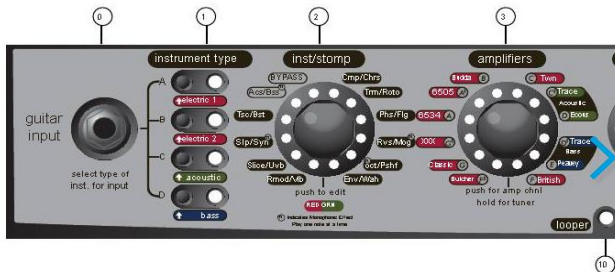 0
1
2
3
instrument type
inst/stomp
amplifiers
A
B
C
D
guitar
input
select type of
inst. for input
electric 1
electric 2
acoustic
bass
BYPASS
Cmp/Chrs
Acs/Bss
Trm/Roto
Tsc/Bst
Phs/Flg
Slp/Syn
Rvs/Mog
Slice/Uvb
oct/Pshf
Rmod/Vib
Env/Wah
push to edit
RED GRN
Indicates Monophonic Effect
Play one note at a time
Budda
Twn
6505
Trace
Acoustic
6534
Ecous
XXX
Trace
Bass
Classic
Peavey
Butcher
British
push for amp chnl
hold for tuner
looper
10